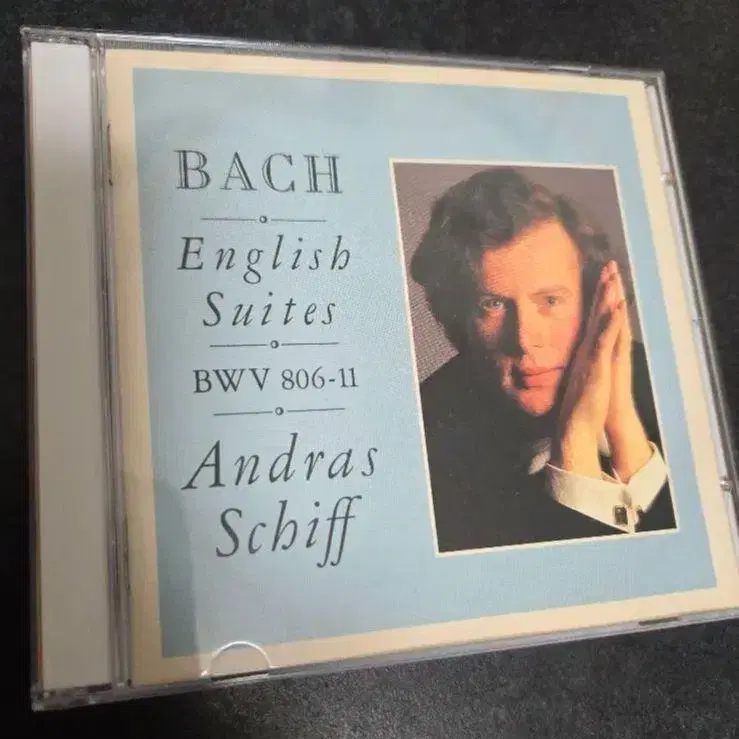 BACH
English
Suites
BWV 806-11
Andras
Schiff